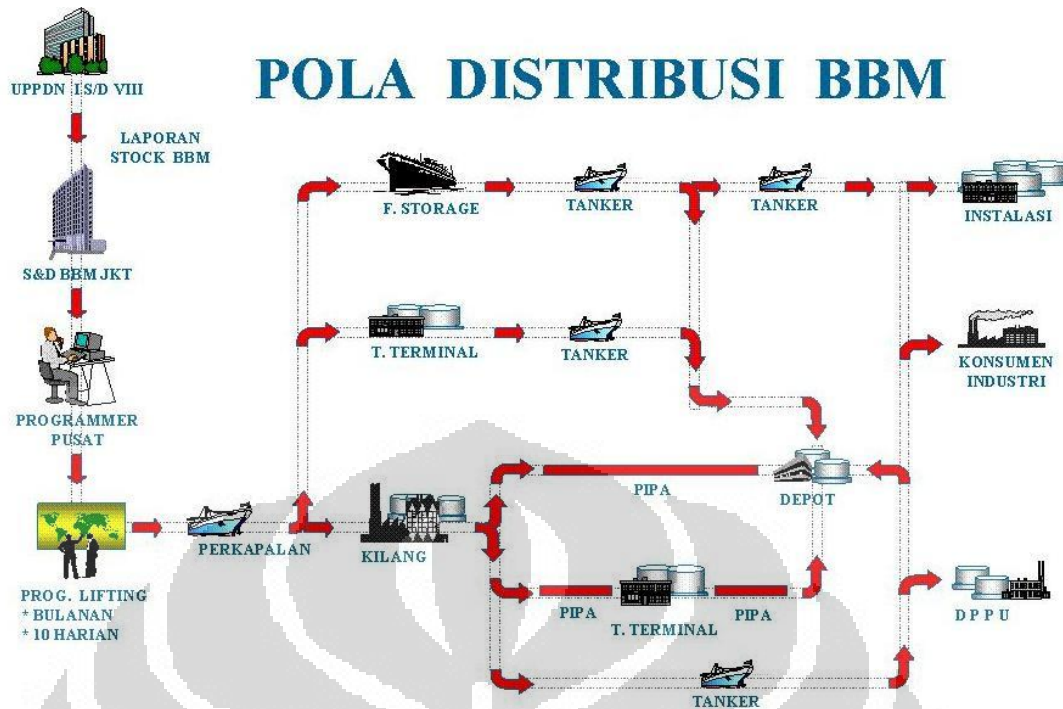 POLA DISTRIBUSI BBM
UPPDN I S/D VIII
LAPORAN
STOCK BBM
S&D BBM JKT
PROGRAMMER
PUSAT
PROG. LIFTING
* BULANAN
* 10 HARIAN
PERKAPALAN
F. STORAGE
TANKER
TANKER
INSTALASI
T. TERMINAL
TANKER
KONSUMEN
INDUSTRI
KILANG
PIPA
DEPOT
PIPA
T. TERMINAL
PIPA
D P P U
TANKER